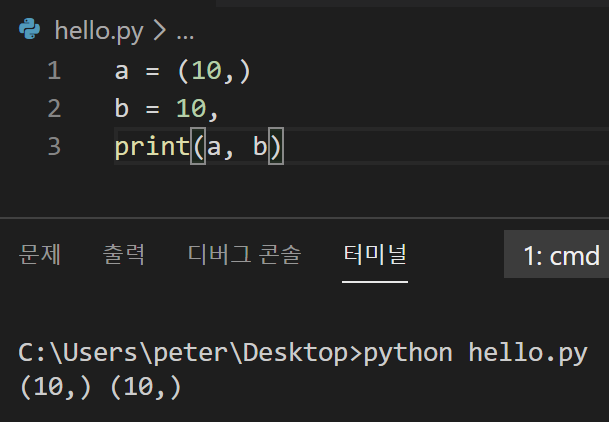 hello.py > ...
1 a = (10,)
2 b = 10,
3 print(a, b)
문제 출력 디버그 콘솔 터미널 1: cmd
C:\Users\peter\Desktop>python hello.py
(10,) (10,)